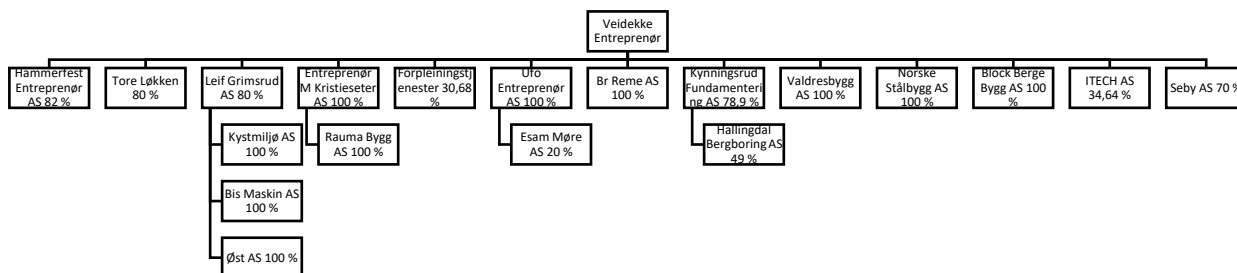 Veidekke
Entreprenør
Hammerfest
Entreprenør
AS 82 %
Tore Løkken
80 %
Leif Grimsrud
AS 80 %
Entreprenør
M Kristieseter
AS 100 %
Forpleiningstj
enester 30,68
%
Ufo
Entreprenør
AS 100 %
Br Reme AS
100 %
Kynningsrud
Fundamenteri
ng AS 78,9 %
Valdresbygg
AS 100 %
Norske
Stålbygg AS
100 %
Block Berge
Bygg AS 100
%
ITECH AS
34,64 %
Seby AS 70 %
Kystmiljø AS
100 %
Rauma Bygg
AS 100 %
Esam Møre
AS 20 %
Hallingdal
Bergboring AS
49 %
Bis Maskin AS
100 %
Øst AS 100 %